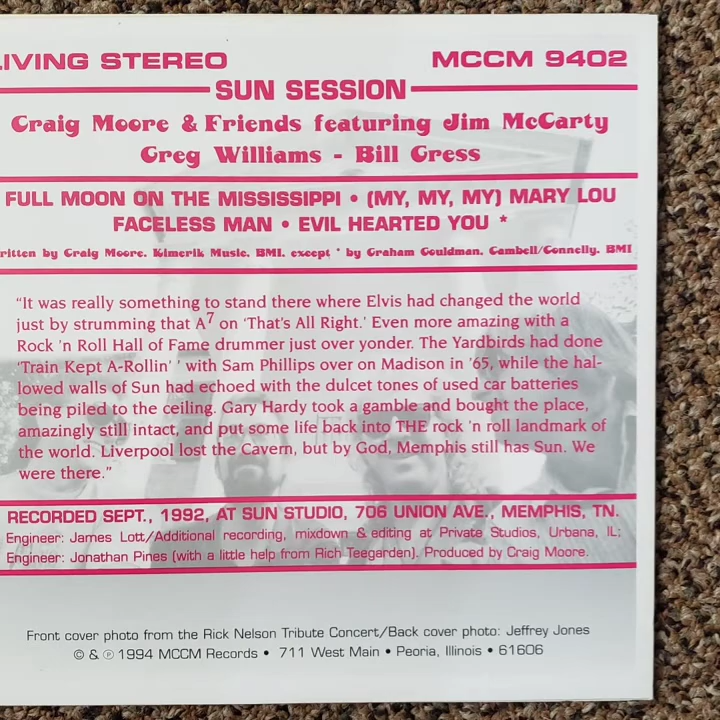 LIVING STEREO
MCCM 9402
SUN SESSION
Craig Moore & Friends featuring Jim McCarty
Greg Williams - Bill Cress
FULL MOON ON THE MISSISSIPPI • (MY, MY, MY) MARY LOU
FACELESS MAN • EVIL HEARTED YOU *
written by Craig Moore. Kimerik Music. BMI. except * by Graham Gouldman. Cambell/Connelly. BMI
“It was really something to stand there where Elvis had changed the world
just by strumming that A7 on ‘That's All Right.’ Even more amazing with a
Rock 'n Roll Hall of Fame drummer just over yonder. The Yardbirds had done
‘Train Kept A-Rollin’ ’ with Sam Phillips over on Madison in ’65, while the hal-
lowed walls of Sun had echoed with the dulcet tones of used car batteries
being piled to the ceiling. Gary Hardy took a gamble and bought the place,
amazingly still intact, and put some life back into THE rock 'n roll landmark of
the world. Liverpool lost the Cavern, but by God, Memphis still has Sun. We
were there.”
RECORDED SEPT., 1992, AT SUN STUDIO, 706 UNION AVE., MEMPHIS, TN.
Engineer: James Lott/Additional recording, mixdown & editing at Private Studios, Urbana, IL;
Engineer: Jonathan Pines (with a little help from Rich Teegarden). Produced by Craig Moore.
Front cover photo from the Rick Nelson Tribute Concert/Back cover photo: Jeffrey Jones
© & ℗ 1994 MCCM Records • 711 West Main • Peoria, Illinois • 61606